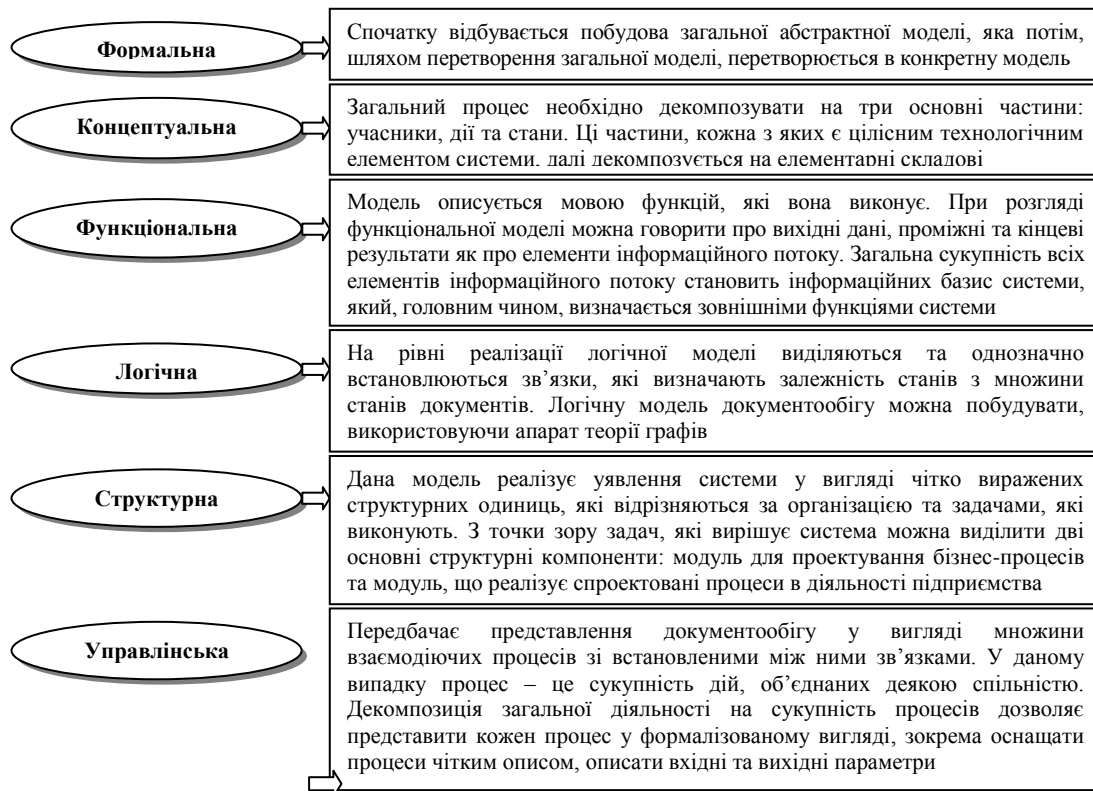 Формальна
Спочатку відбувається побудова загальної абстрактної моделі, яка потім,
шляхом перетворення загальної моделі, перетворюється в конкретну модель
Концептуальна
Загальний процес необхідно декомпозувати на три основні частини:
учасники, дії та стани. Ці частини, кожна з яких є цілісним технологічним
елементом системи, далі декомпозується на елементарні складові
Функціональна
Модель описується мовою функцій, які вона виконує. При розгляді
функціональної моделі можна говорити про вихідні дані, проміжні та кінцеві
результати як про елементи інформаційного потоку. Загальна сукупність всіх
елементів інформаційного потоку становить інформаційних базис системи,
який, головним чином, визначається зовнішніми функціями системи
Логічна
На рівні реалізації логічної моделі виділяються та однозначно
встановлюються зв’язки, які визначають залежність станів з множини
станів документів. Логічну модель документообігу можна побудувати,
використовуючи апарат теорії графів
Структурна
Дана модель реалізує уявлення системи у вигляді чітко виражених
структурних одиниць, які відрізняються за організацією та задачами, які
виконують. З точки зору задач, які вирішує система можна виділити дві
основні структурні компоненти: модуль для проектування бізнес-процесів
та модуль, що реалізує спроектовані процеси в діяльності підприємства
Управлінська
Передбачає представлення документообігу у вигляді множини
взаємодіючих процесів зі встановленими між ними зв’язками. У даному
випадку процес – це сукупність дій, об’єднаних деякою спільністю.
Декомпозиція загальної діяльності на сукупність процесів дозволяє
представити кожен процес у формалізованому вигляді, зокрема оснащати
процеси чітким описом, описати вхідні та вихідні параметри